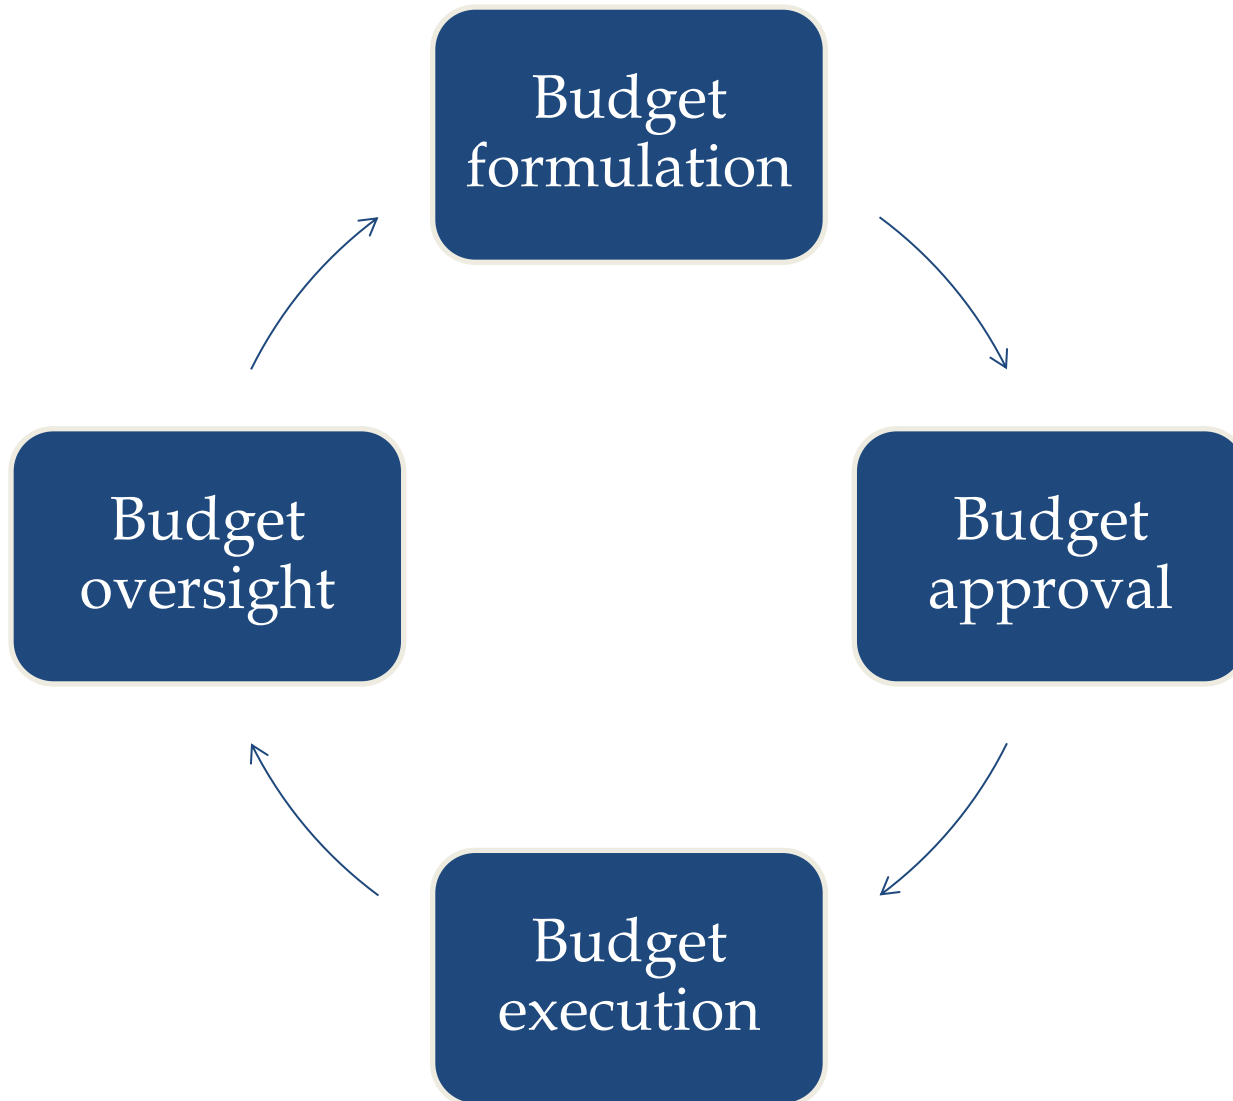 Budget
formulation
Budget
approval
Budget
execution
Budget
oversight